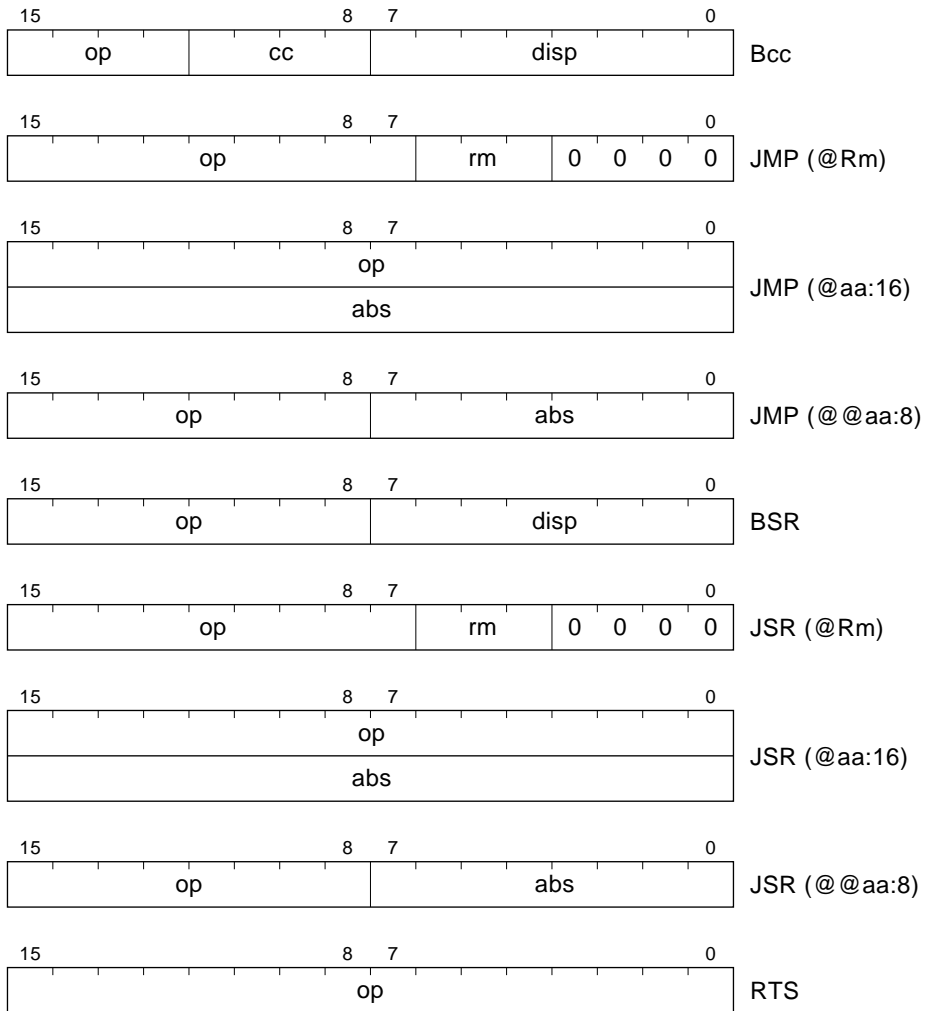 15 8 7 0
op cc disp Bcc
15 8 7 0
op rm 0 0 0 0 JMP (@Rm)
15 8 7 0
op
JMP (@aa:16)
abs
15 8 7 0
op abs JMP (@@aa:8)
15 8 7 0
op disp BSR
15 8 7 0
op rm 0 0 0 0 JSR (@Rm)
15 8 7 0
op
JSR (@aa:16)
abs
15 8 7 0
op abs JSR (@@aa:8)
15 8 7 0
op RTS